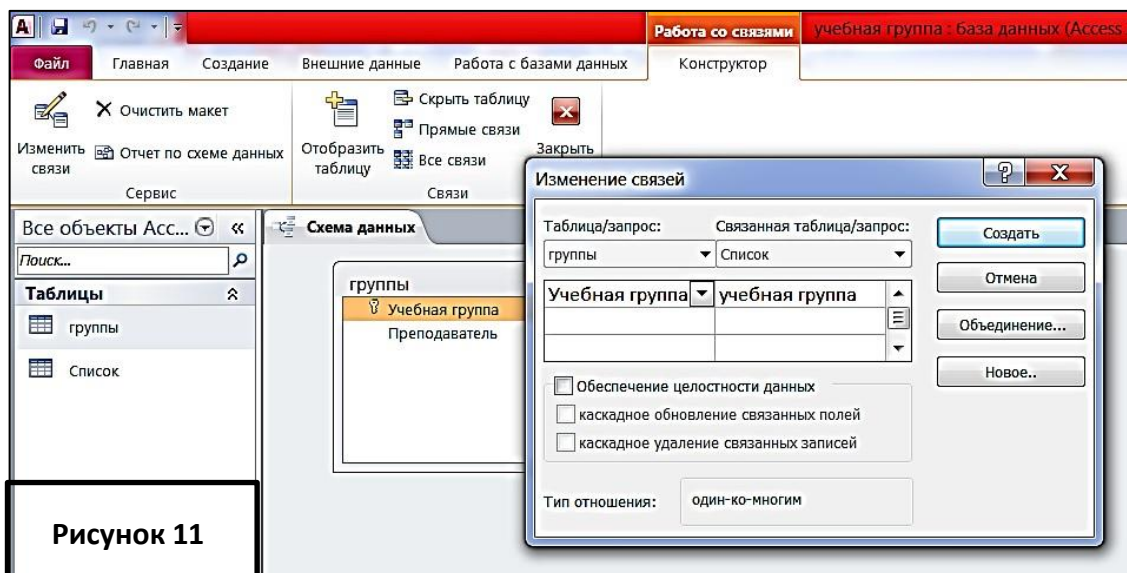 A
Работа со связями
учебная группа : база данных (Access
Файл Главная Создание Внешние данные Работа с базами данных Конструктор
Изменить связи
Очистить макет
Отчет по схеме данных
Сервис
Отобразить таблицу
Скрыть таблицу
Прямые связи
Все связи
Закрыть
Связи
Все объекты Acc...
Поиск...
Таблицы
группы
Список
Схема данных
группы
Учебная группа
Преподаватель
Изменение связей
Таблица/запрос: Связанная таблица/запрос:
группы Список
Учебная группа учебная группа
Обеспечение целостности данных
каскадное обновление связанных полей
каскадное удаление связанных записей
Тип отношения: один-ко-многим
Создать
Отмена
Объединение...
Новое..
Рисунок 11